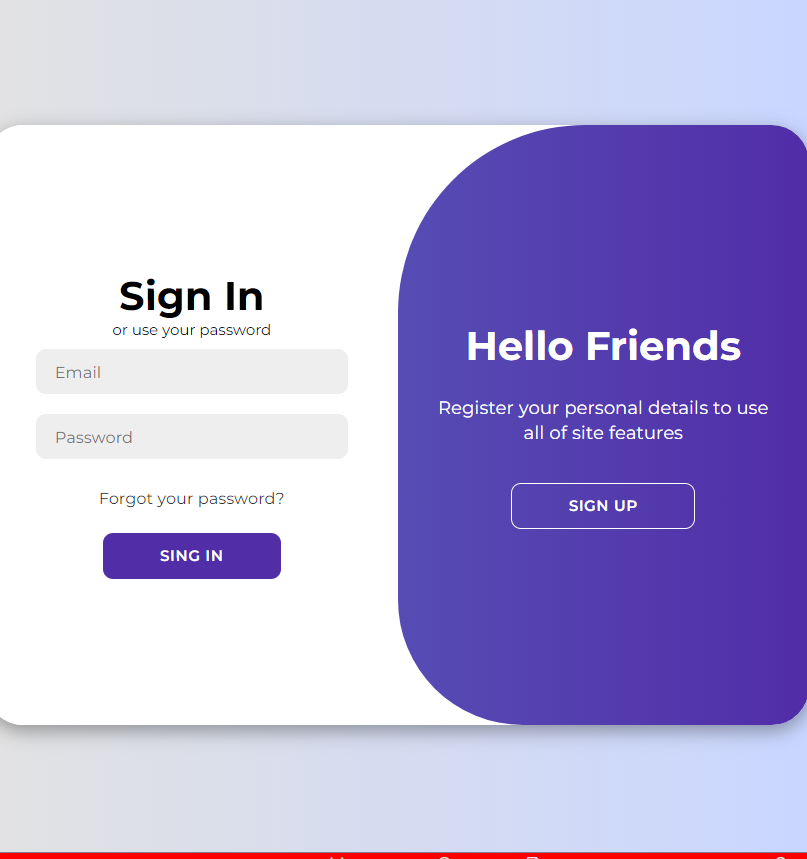 Sign In
or use your password
Email
Password
Forgot your password?
SING IN
Hello Friends
Register your personal details to use
all of site features
SIGN UP